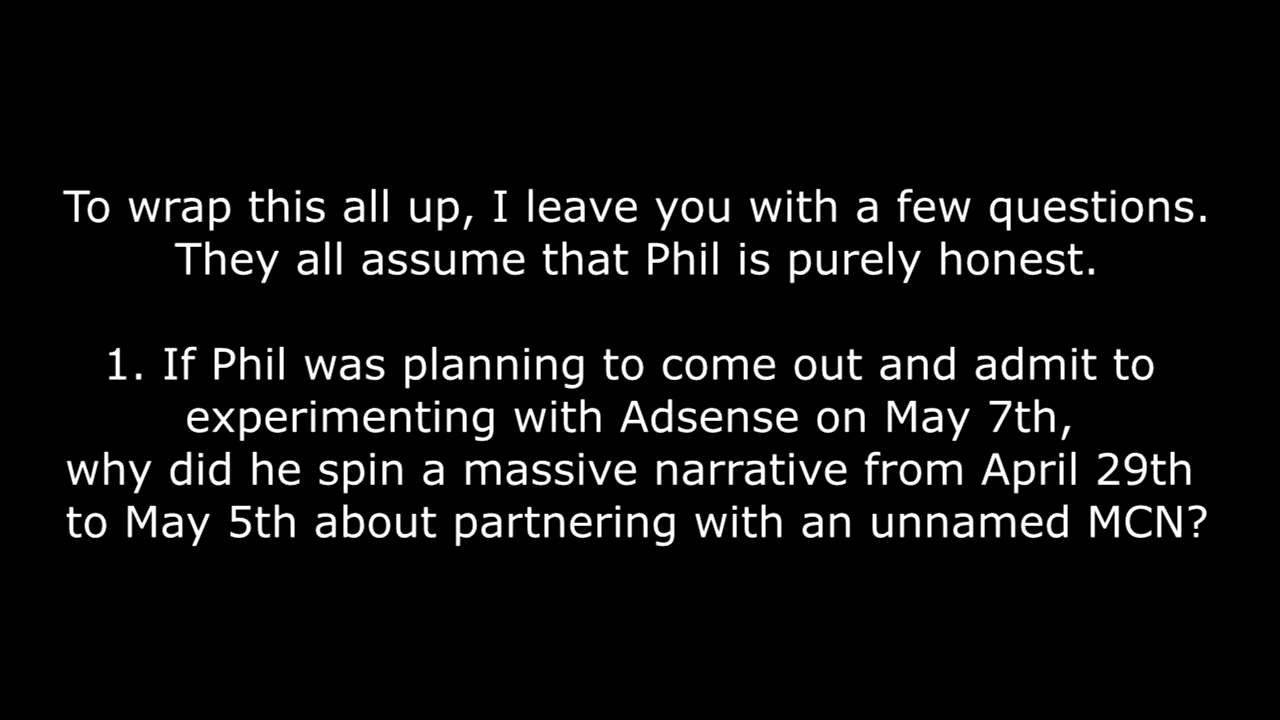 To wrap this all up, I leave you with a few questions.
They all assume that Phil is purely honest.
1. If Phil was planning to come out and admit to
experimenting with Adsense on May 7th,
why did he spin a massive narrative from April 29th
to May 5th about partnering with an unnamed MCN?